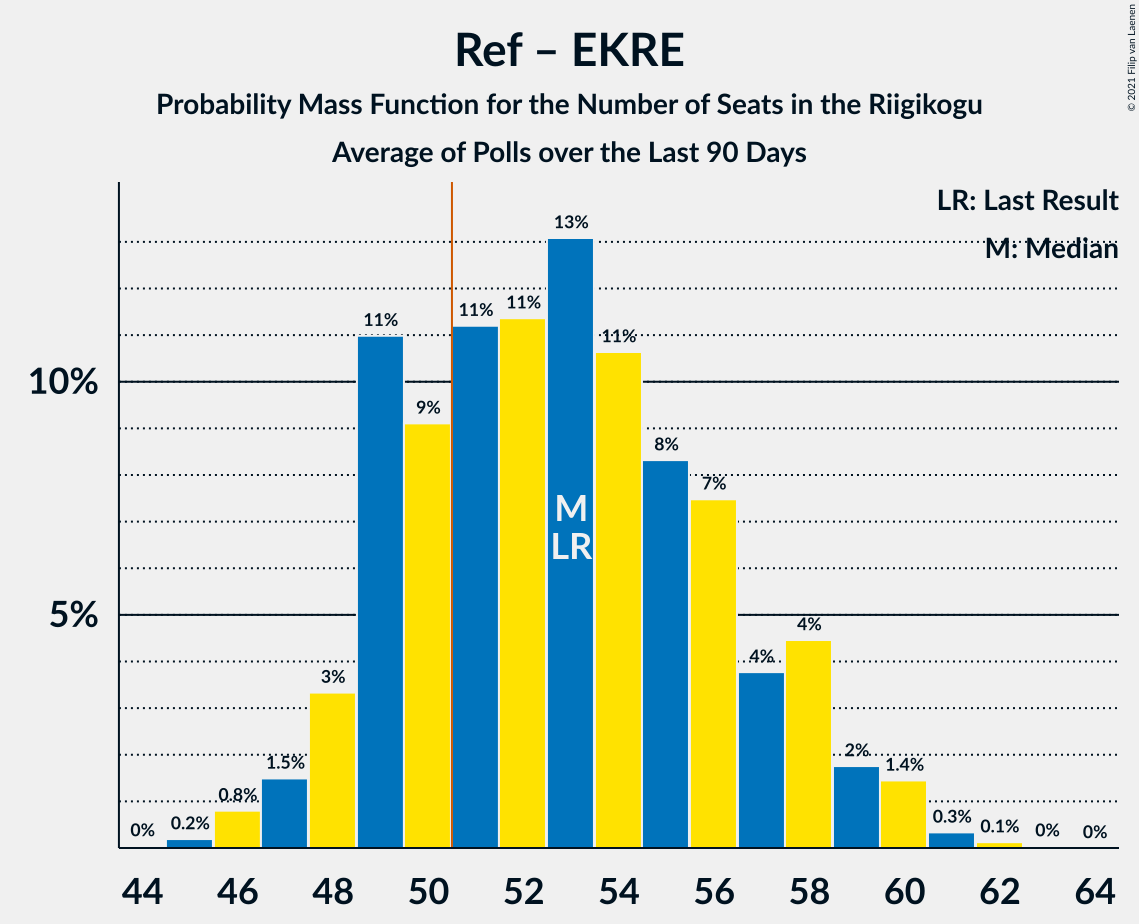 Ref – EKRE
Probability Mass Function for the Number of Seats in the Riigikogu
Average of Polls over the Last 90 Days
© 2021 Filip van Laenen
LR: Last Result
M: Median
10%
5%
0%
0.2%
0.8%
1.5%
3%
11%
9%
11%
11%
13%
11%
8%
7%
4%
4%
2%
1.4%
0.3%
0.1%
0%
0%
M
LR
44 46 48 50 52 54 56 58 60 62 64